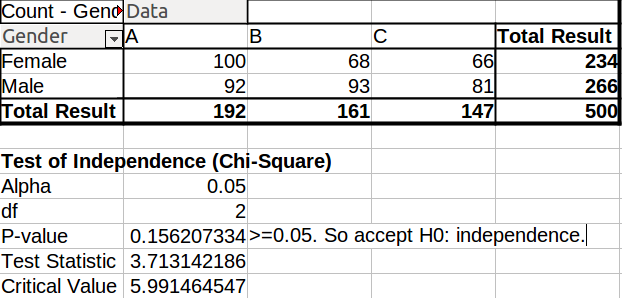 Count - Gend Data
Gender A B C Total Result
Female 100 68 66 234
Male 92 93 81 266
Total Result 192 161 147 500
Test of Independence (Chi-Square)
Alpha 0.05
df 2
P-value 0.156207334 >=0.05. So accept H0: independence.
Test Statistic 3.713142186
Critical Value 5.991464547